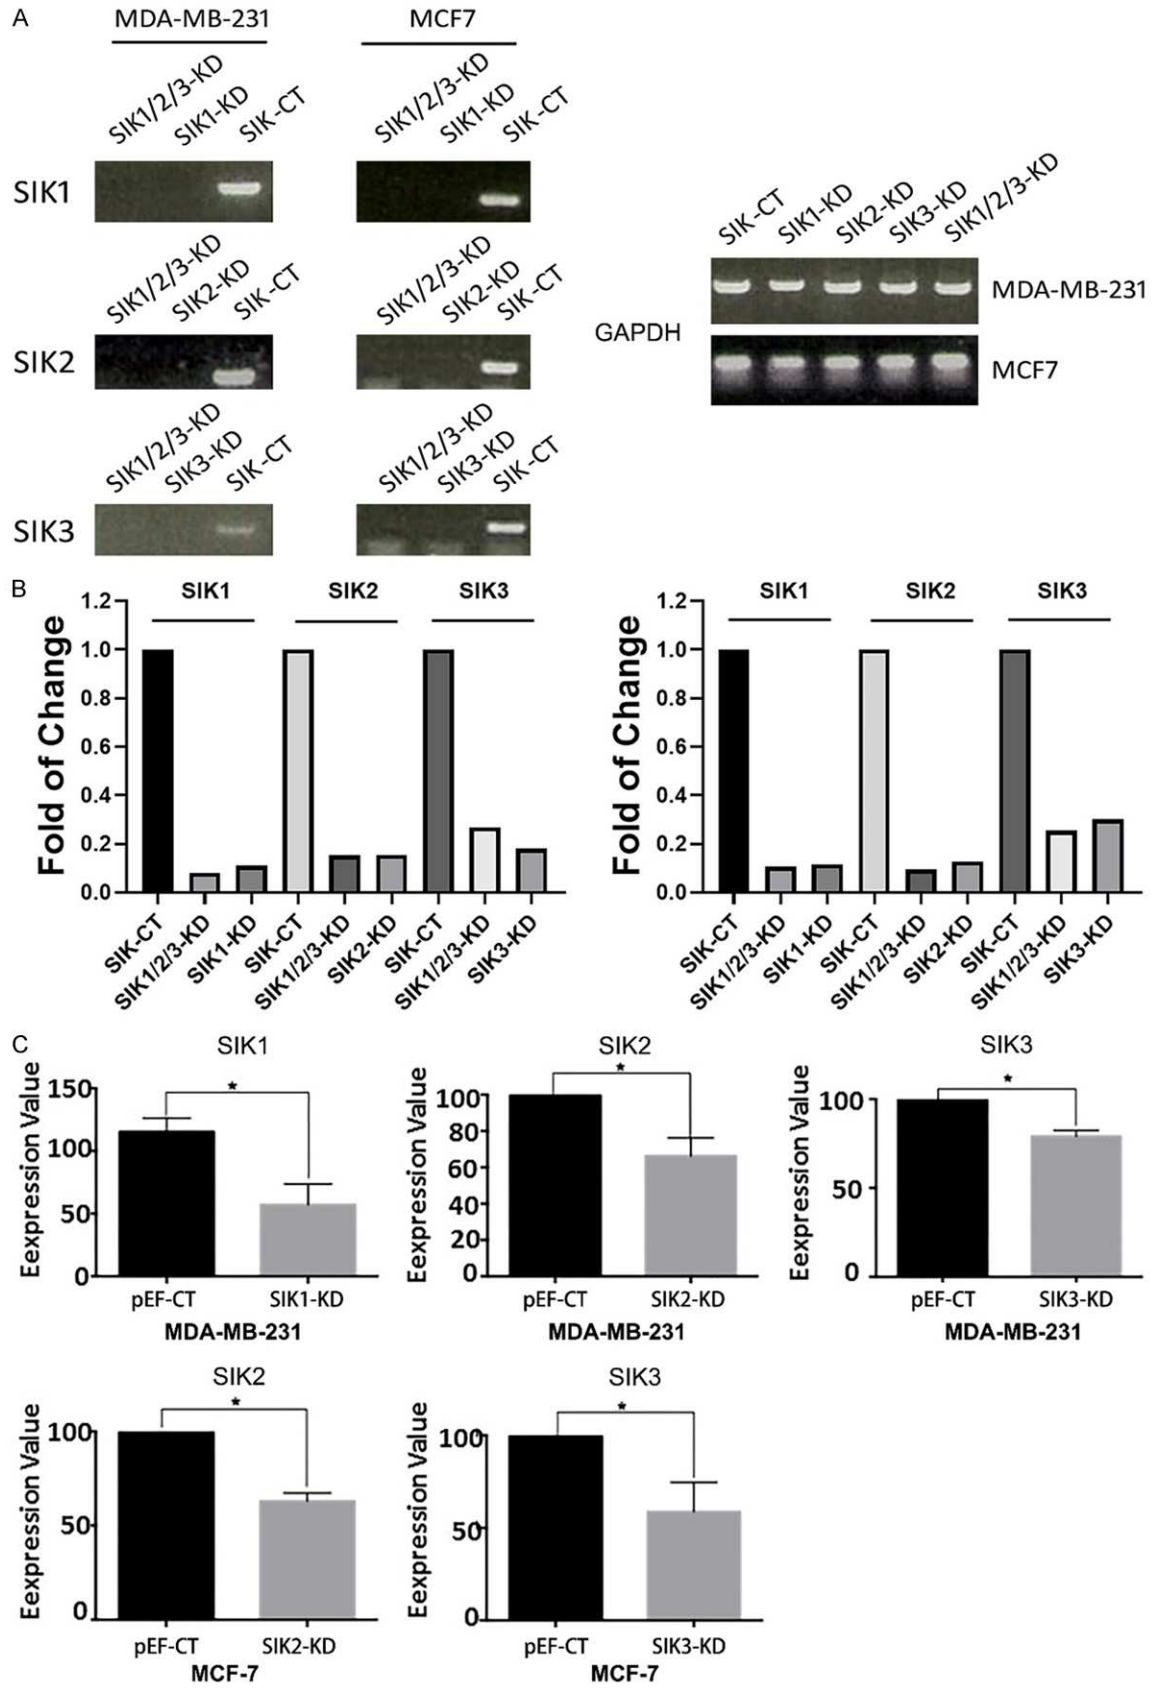 A
MDA-MB-231
MCF7
SIK1/2/3-KD
SIK1-KD
SIK-CT
SIK1/2/3-KD
SIK1-KD
SIK-CT
SIK1
SIK1/2/3-KD
SIK2-KD
SIK-CT
SIK1/2/3-KD
SIK2-KD
SIK-CT
SIK2
SIK1/2/3-KD
SIK3-KD
SIK-CT
SIK1/2/3-KD
SIK3-KD
SIK-CT
SIK3
SIK-CT
SIK1-KD
SIK2-KD
SIK3-KD
SIK1/2/3-KD
GAPDH
MDA-MB-231
MCF7
B
SIK1
SIK2
SIK3
Fold of Change
1.2
1.0
0.8
0.6
0.4
0.2
0.0
SIK-CT
SIK1/2/3-KD
SIK1-KD
SIK-CT
SIK1/2/3-KD
SIK2-KD
SIK-CT
SIK1/2/3-KD
SIK3-KD
SIK1
SIK2
SIK3
Fold of Change
1.2
1.0
0.8
0.6
0.4
0.2
0.0
SIK-CT
SIK1/2/3-KD
SIK1-KD
SIK-CT
SIK1/2/3-KD
SIK2-KD
SIK-CT
SIK1/2/3-KD
SIK3-KD
C
SIK1
*
Eexpression Value
150
100
50
0
pEF-CT
SIK1-KD
MDA-MB-231
SIK2
*
Eexpression Value
100
80
60
40
20
0
pEF-CT
SIK2-KD
MDA-MB-231
SIK3
*
Eexpression Value
100
50
0
pEF-CT
SIK3-KD
MDA-MB-231
SIK2
*
Eexpression Value
100
50
0
pEF-CT
SIK2-KD
MCF-7
SIK3
*
Eexpression Value
100
50
0
pEF-CT
SIK3-KD
MCF-7